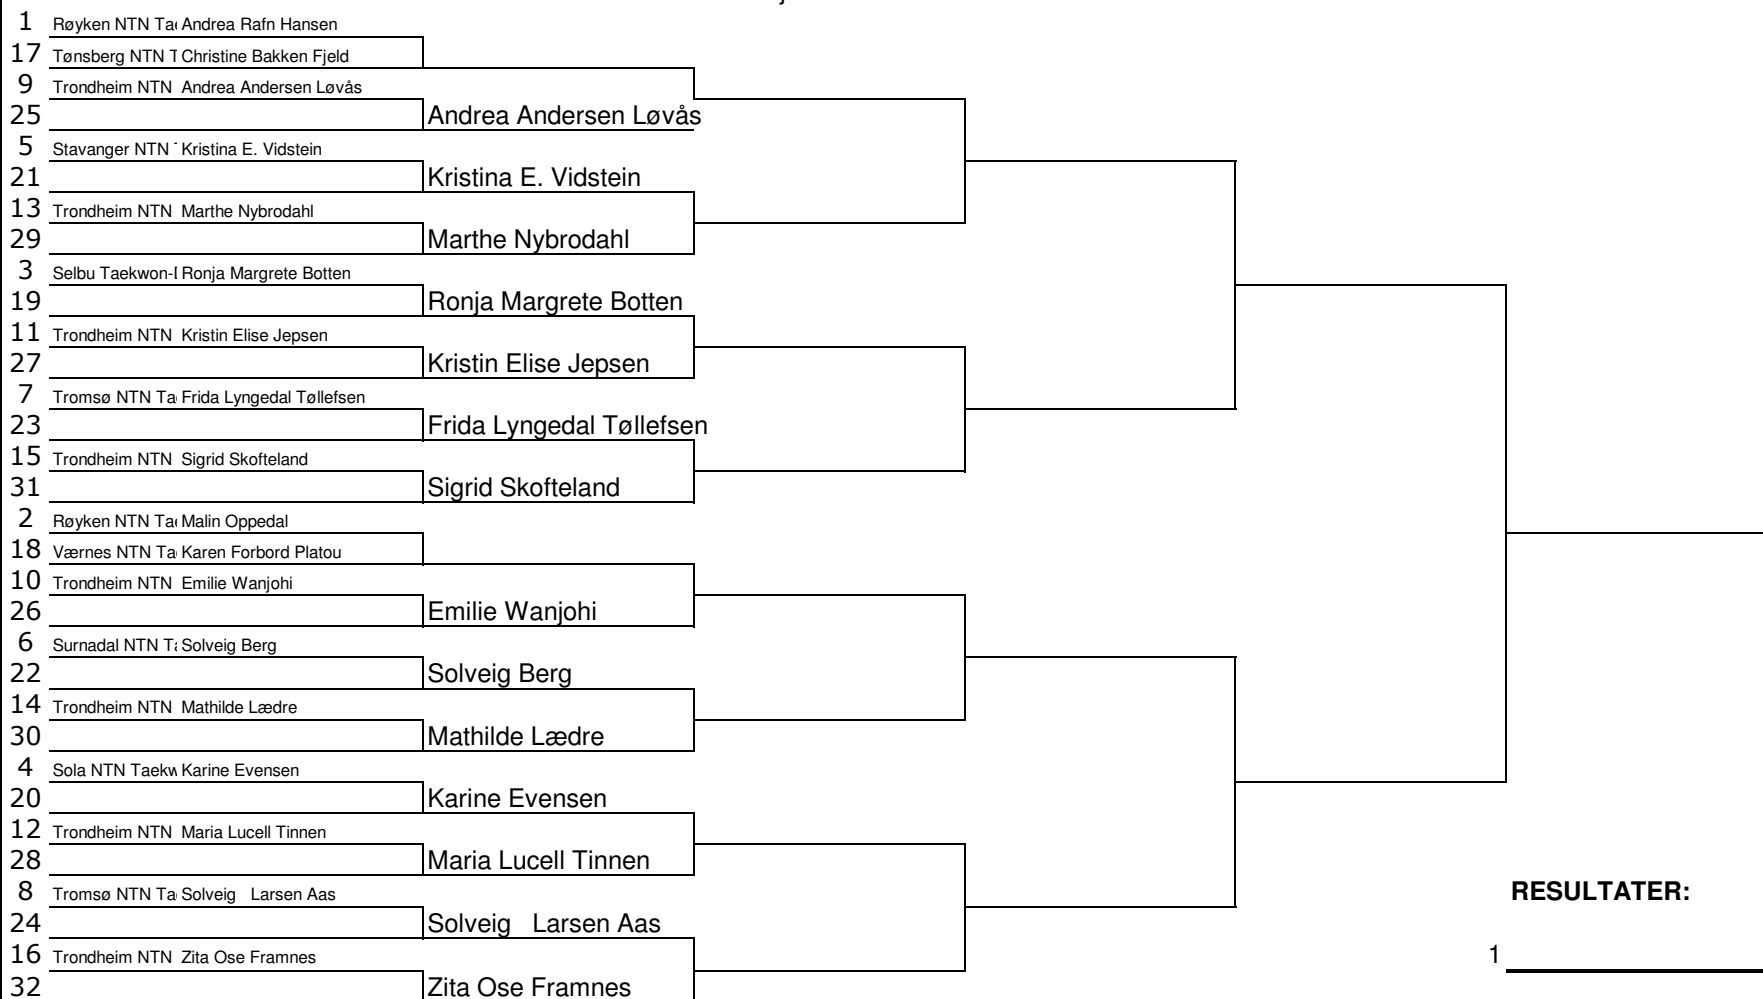 1 Røyken NTN Tae Andrea Rafn Hansen
17 Tønsberg NTN T Christine Bakken Fjeld
9 Trondheim NTN Andrea Andersen Løvås
25 Andrea Andersen Løvås
5 Stavanger NTN Kristina E. Vidstein
21 Kristina E. Vidstein
13 Trondheim NTN Marthe Nybrodahl
29 Marthe Nybrodahl
3 Selbu Taekwon- Ronja Margrete Botten
19 Ronja Margrete Botten
11 Trondheim NTN Kristin Elise Jepsen
27 Kristin Elise Jepsen
7 Tromsø NTN Ta Frida Lyngedal Tøllefsen
23 Frida Lyngedal Tøllefsen
15 Trondheim NTN Sigrid Skofteland
31 Sigrid Skofteland
2 Røyken NTN Tae Malin Oppedal
18 Værnes NTN Ta Karen Forbord Platou
10 Trondheim NTN Emilie Wanjohi
26 Emilie Wanjohi
6 Surnadal NTN T Solveig Berg
22 Solveig Berg
14 Trondheim NTN Mathilde Lædre
30 Mathilde Lædre
4 Sola NTN Taekw Karine Evensen
20 Karine Evensen
12 Trondheim NTN Maria Lucell Tinnen
28 Maria Lucell Tinnen
8 Tromsø NTN Ta Solveig Larsen Aas
RESULTATER:
24 Solveig Larsen Aas
16 Trondheim NTN Zita Ose Framnes
1
32 Zita Ose Framnes